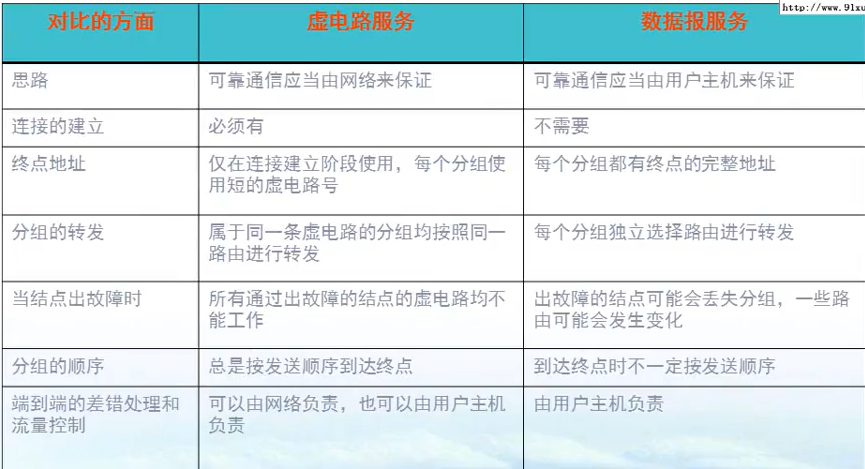 http://www.91xu
对比的方面 虚电路服务 数据报服务
思路 可靠通信应当由网络来保证 可靠通信应当由用户主机来保证
连接的建立 必须有 不需要
终点地址 仅在连接建立阶段使用，每个分组使 每个分组都有终点的完整地址
用短的虚电路号
分组的转发 属于同一条虚电路的分组均按照同一 每个分组独立选择路由进行转发
路由进行转发
当结点出故障时 所有通过出故障的结点的虚电路均不 出故障的结点可能会丢失分组，一些路
能工作 由可能会发生变化
分组的顺序 总是按发送顺序到达终点 到达终点时不一定按发送顺序
端到端的差错处理和 可以由网络负责，也可以由用户主机 由用户主机负责
流量控制 负责